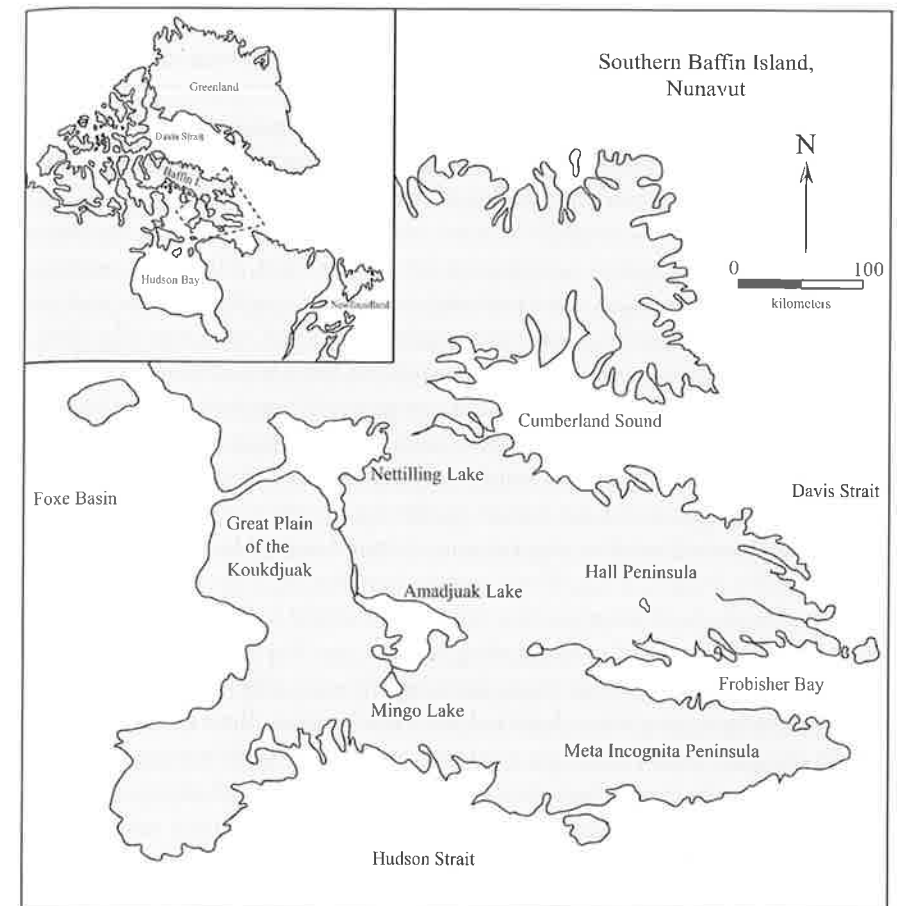 Greenland
Davis Strait
Baffin I.
Hudson Bay
Newfoundland
Southern Baffin Island,
Nunavut
N
0 100
kilometers
Cumberland Sound
Nettilling Lake
Foxe Basin
Davis Strait
Great Plain
of the
Koukdjuak
Hall Peninsula
Amadjuak Lake
Frobisher Bay
Mingo Lake
Meta Incognita Peninsula
Hudson Strait